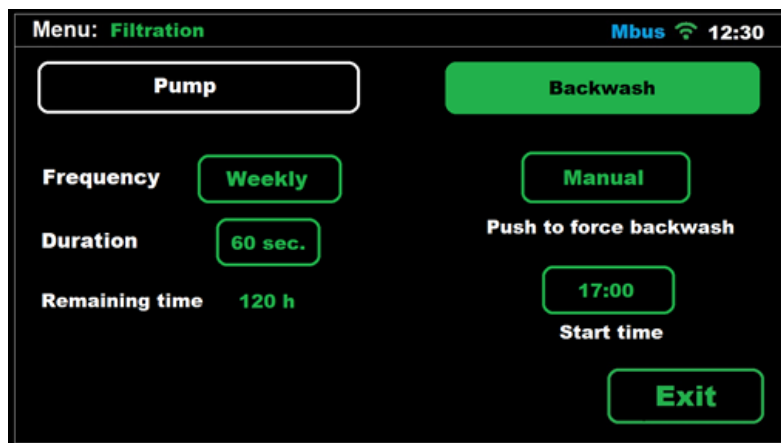 Menu: Filtration Mbus 12:30
Pump Backwash
Frequency Weekly Manual
Push to force backwash
Duration 60 sec.
Remaining time 120 h 17:00
Start time
Exit